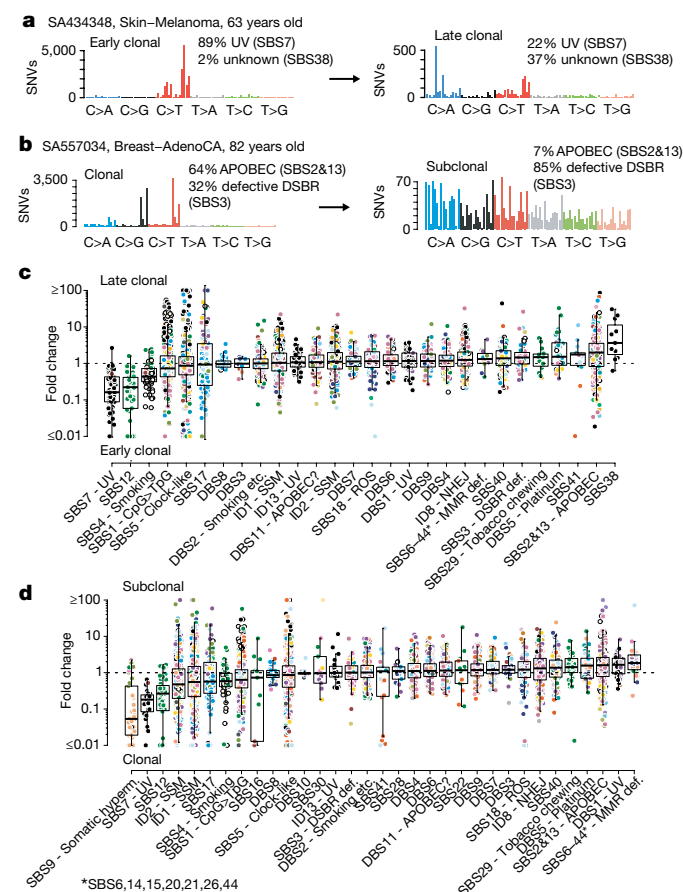 a SA434348, Skin–Melanoma, 63 years old
Early clonal
89% UV (SBS7)
2% unknown (SBS38)
5,000
0
SNVs
C>A C>G C>T T>A T>C T>G
Late clonal
22% UV (SBS7)
37% unknown (SBS38)
500
0
SNVs
C>A C>G C>T T>A T>C T>G
b SA557034, Breast–AdenoCA, 82 years old
Clonal
64% APOBEC (SBS2&13)
32% defective DSBR
(SBS3)
3,500
0
SNVs
C>A C>G C>T T>A T>C T>G
Subclonal
7% APOBEC (SBS2&13)
85% defective DSBR
(SBS3)
70
0
SNVs
C>A C>G C>T T>A T>C T>G
c
Late clonal
≥100
10
1
0.1
≤0.01
Fold change
Early clonal
SBS7 - UV
SBS12
SBS4 - Smoking
SBS1 - CpG>TpG
SBS5 - Clock-like
SBS17
DBS8
DBS3
DBS2 - Smoking etc.
ID1 - SSM
ID13 - UV
DBS11 - APOBEC?
ID2 - SSM
DBS7
SBS18 - ROS
DBS6
DBS1 - UV
DBS9
DBS4
ID8 - NHEJ
SBS6–44* - MMR def.
SBS40
SBS3 - DSBR def.
SBS29 - Tobacco chewing
DBS5 - Platinum
SBS41
SBS2&13 - APOBEC
SBS38
d
Subclonal
≥100
10
1
0.1
≤0.01
Fold change
Clonal
SBS9 - Somatic hyperm.
SBS7 - UV
SBS12
ID2 - SSM
ID1 - SSM
SBS17
SBS4 - Smoking
SBS1 - CpG>TpG
SBS16
DBS8
SBS5 - Clock-like
DBS10
SBS30
ID13 - UV
SBS3 - DSBR def.
DBS2 - Smoking etc.
SBS41
SBS28
DBS4
DBS6
DBS11 - APOBEC?
SBS22
DBS9
DBS7
DBS3
SBS18 - ROS
ID8 - NHEJ
SBS40
SBS29 - Tobacco chewing
DBS5 - Platinum
SBS2&13 - APOBEC
DBS1 - UV
SBS6–44* - MMR def.
*SBS6,14,15,20,21,26,44